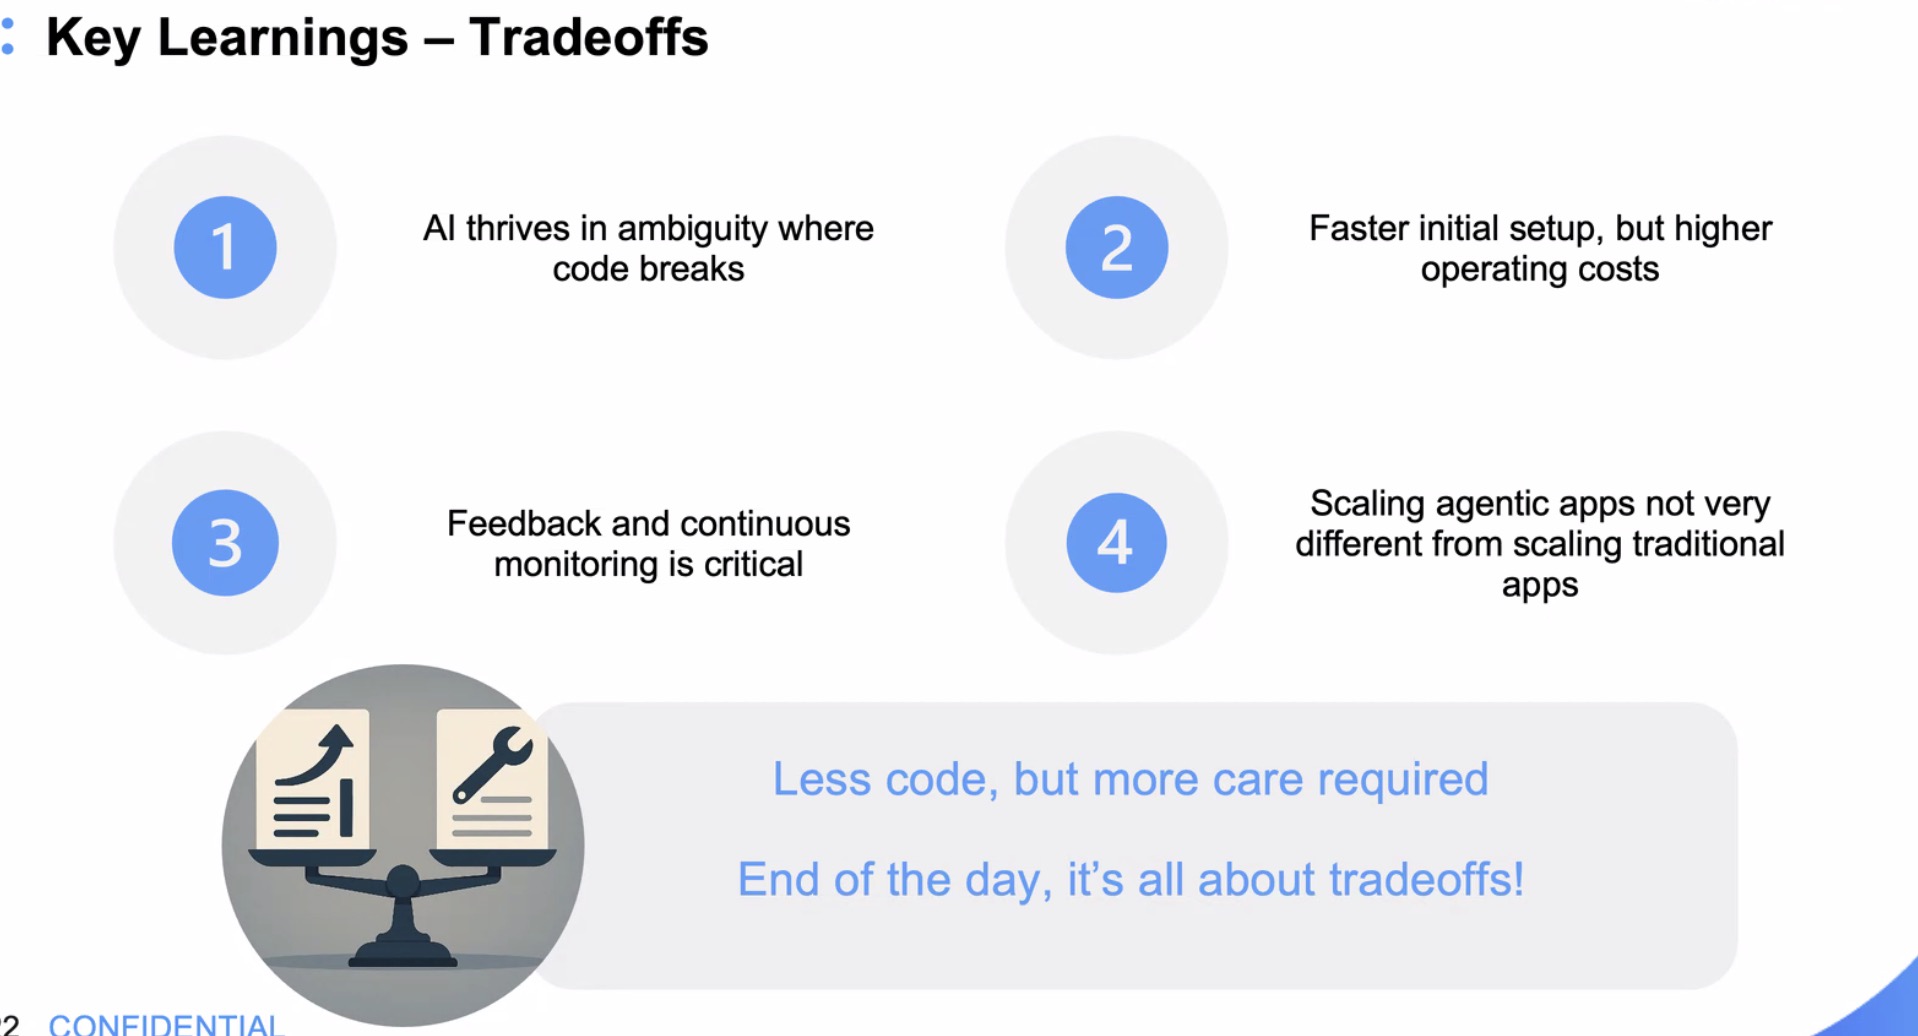 Key Learnings – Tradeoffs
1
AI thrives in ambiguity where
code breaks
2
Faster initial setup, but higher
operating costs
3
Feedback and continuous
monitoring is critical
4
Scaling agentic apps not very
different from scaling traditional
apps
Less code, but more care required
End of the day, it’s all about tradeoffs!
CONFIDENTIAL